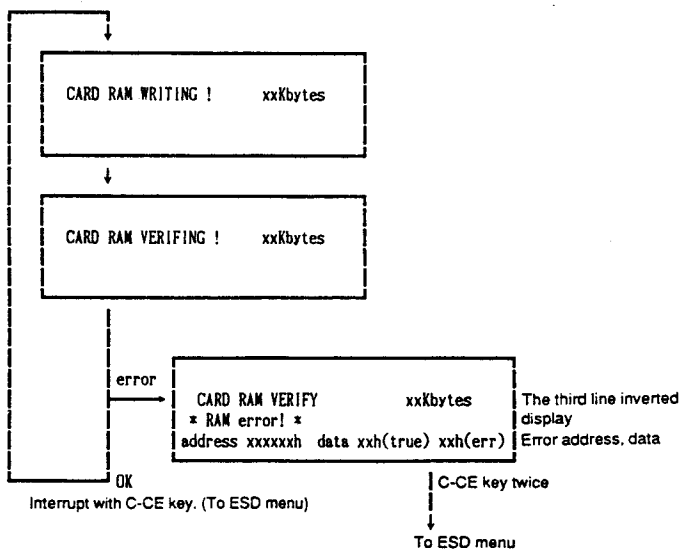 CARD RAM WRITING ! xxKbytes
CARD RAM VERIFING ! xxKbytes
error
CARD RAM VERIFY xxKbytes
* RAM error! *
address xxxxxxh data xxh(true) xxh(err)
The third line inverted
display
Error address, data
OK
Interrupt with C-CE key. (To ESD menu)
C-CE key twice
To ESD menu